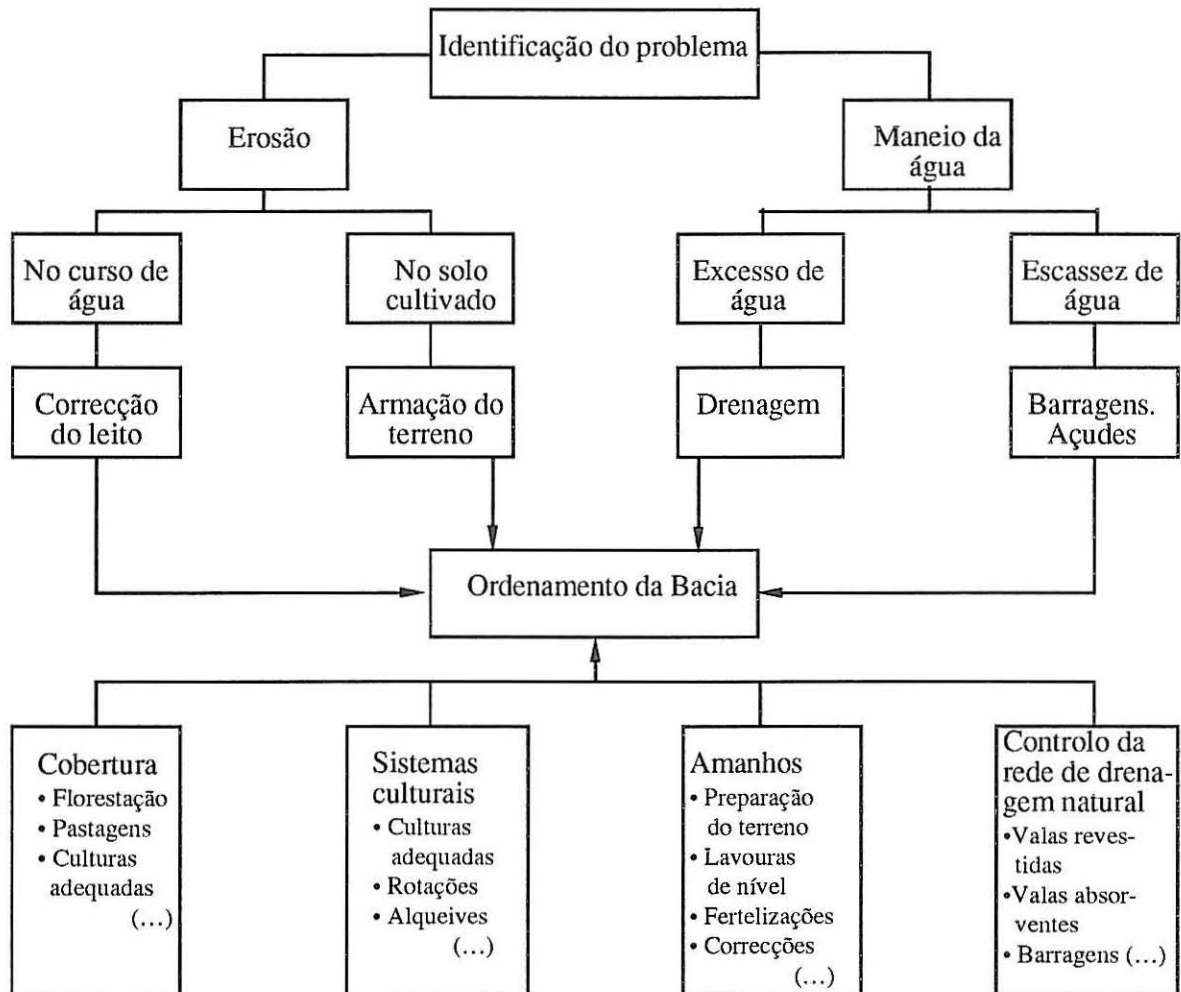 Identificação do problema
Erosão
Maneio da
água
No curso de
água
No solo
cultivado
Excesso de
água
Escassez de
água
Correcção
do leito
Armação do
terreno
Drenagem
Barragens.
Açudes
Ordenamento da Bacia
Cobertura
• Florestação
• Pastagens
• Culturas
adequadas
(...)
Sistemas
culturais
• Culturas
adequadas
• Rotações
• Alqueives
(...)
Amanhos
• Preparação
do terreno
• Lavouras
de nível
• Fertelizações
• Correcções
(...)
Controlo da
rede de drena-
gem natural
•Valas reves-
tidas
•Valas absor-
ventes
• Barragens (...)